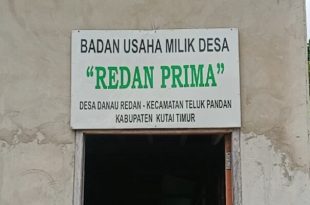 BADAN USAHA MILIK DESA
“REDAN PRIMA”
DESA DANAU REDAN - KECAMATAN TELUK PANDAN
KABUPATEN KUTAI TIMUR